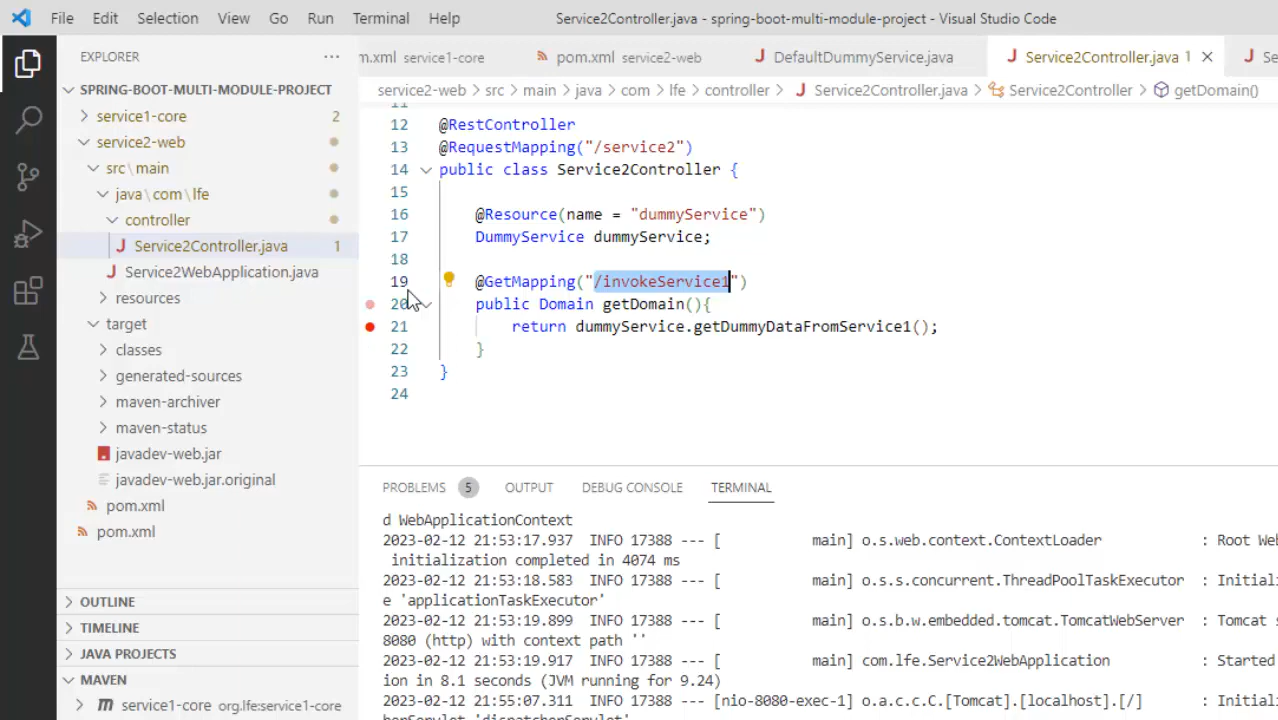 File Edit Selection View Go Run Terminal Help Service2Controller.java - spring-boot-multi-module-project - Visual Studio Code
EXPLORER ···
m.xml service1-core pom.xml service2-web DefaultDummyService.java Service2Controller.java 1 Se
SPRING-BOOT-MULTI-MODULE-PROJECT
service1-core 2
service2-web
src\main
java\com\lfe
controller
Service2Controller.java 1
Service2WebApplication.java
resources
target
classes
generated-sources
maven-archiver
maven-status
javadev-web.jar
javadev-web.jar.original
pom.xml
pom.xml
OUTLINE
TIMELINE
JAVA PROJECTS
MAVEN
service1-core org.lfe:service1-core
service2-web > src > main > java > com > lfe > controller > Service2Controller.java > Service2Controller > getDomain()
11
12 @RestController
13 @RequestMapping("/service2")
14 public class Service2Controller {
15
16 @Resource(name = "dummyService")
17 DummyService dummyService;
18
19 @GetMapping("/invokeService1")
20 public Domain getDomain(){
21 return dummyService.getDummyDataFromService1();
22 }
23 }
24
PROBLEMS 5 OUTPUT DEBUG CONSOLE TERMINAL
d WebApplicationContext
2023-02-12 21:53:17.937 INFO 17388 --- [ main] o.s.web.context.ContextLoader : Root Web
initialization completed in 4074 ms
2023-02-12 21:53:18.583 INFO 17388 --- [ main] o.s.s.concurrent.ThreadPoolTaskExecutor : Initiali
e 'applicationTaskExecutor'
2023-02-12 21:53:19.899 INFO 17388 --- [ main] o.s.b.w.embedded.tomcat.TomcatWebServer : Tomcat s
8080 (http) with context path ''
2023-02-12 21:53:19.917 INFO 17388 --- [ main] com.lfe.Service2WebApplication : Started
ion in 8.1 seconds (JVM running for 9.24)
2023-02-12 21:55:07.311 INFO 17388 --- [nio-8080-exec-1] o.a.c.c.C.[Tomcat].[localhost].[/] : Initiali
herServlet 'dispatcherServlet'